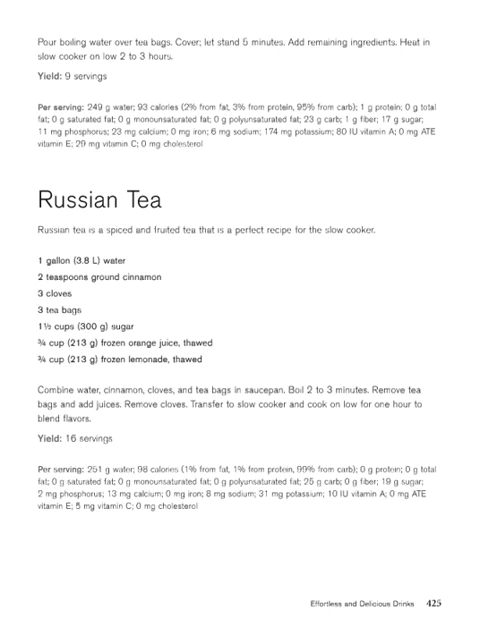 Pour boiling water over tea bags. Cover; let stand 5 minutes. Add remaining ingredients. Heat in
slow cooker on low 2 to 3 hours.
Yield: 9 servings
Per serving: 249 g water; 93 calories (2% from fat, 3% from protein, 95% from carb); 1 g protein; 0 g total
fat; 0 g saturated fat; 0 g monounsaturated fat; 0 g polyunsaturated fat; 23 g carb; 1 g fiber; 17 g sugar;
11 mg phosphorus; 23 mg calcium; 0 mg iron; 6 mg sodium; 174 mg potassium; 80 IU vitamin A; 0 mg ATE
vitamin E; 29 mg vitamin C; 0 mg cholesterol
Russian Tea
Russian tea is a spiced and fruited tea that is a perfect recipe for the slow cooker.
1 gallon (3.8 L) water
2 teaspoons ground cinnamon
3 cloves
3 tea bags
1½ cups (300 g) sugar
¾ cup (213 g) frozen orange juice, thawed
¾ cup (213 g) frozen lemonade, thawed
Combine water, cinnamon, cloves, and tea bags in saucepan. Boil 2 to 3 minutes. Remove tea
bags and add juices. Remove cloves. Transfer to slow cooker and cook on low for one hour to
blend flavors.
Yield: 16 servings
Per serving: 251 g water; 98 calories (1% from fat, 1% from protein, 99% from carb); 0 g protein; 0 g total
fat; 0 g saturated fat; 0 g monounsaturated fat; 0 g polyunsaturated fat; 25 g carb; 0 g fiber; 19 g sugar;
2 mg phosphorus; 13 mg calcium; 0 mg iron; 8 mg sodium; 31 mg potassium; 10 IU vitamin A; 0 mg ATE
vitamin E; 5 mg vitamin C; 0 mg cholesterol
Effortless and Delicious Drinks 425